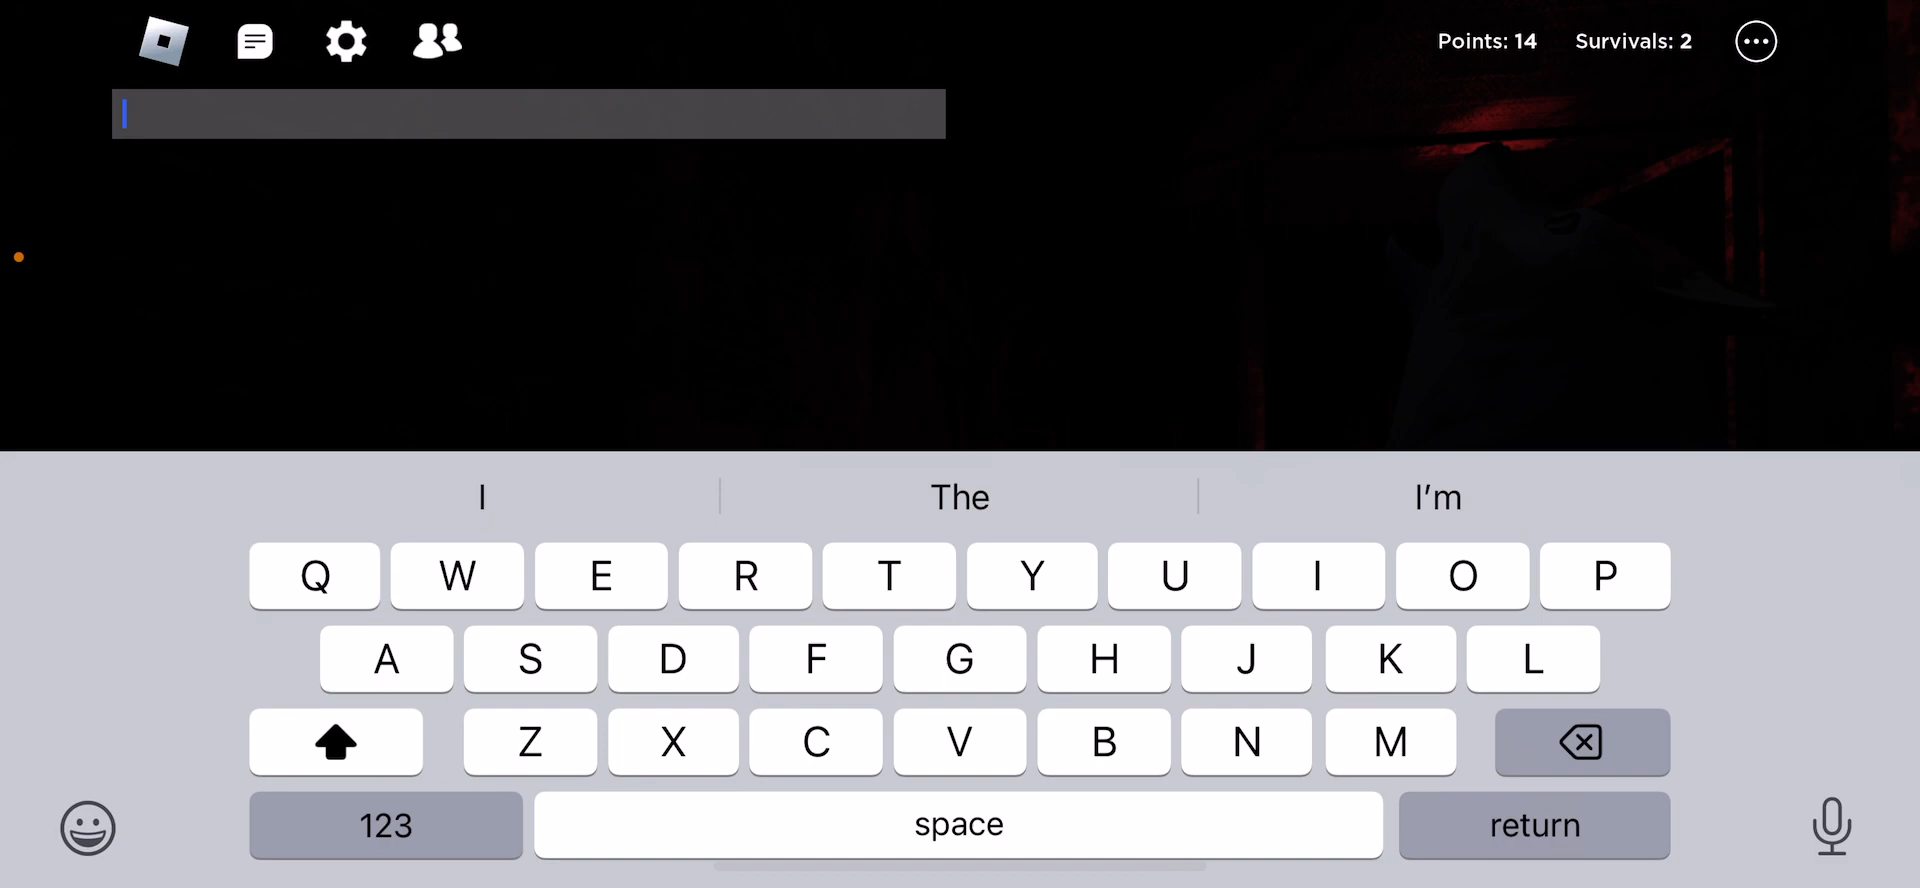 Points: 14 Survivals: 2
I The I’m
Q W E R T Y U I O P
A S D F G H J K L
Z X C V B N M
123 space return